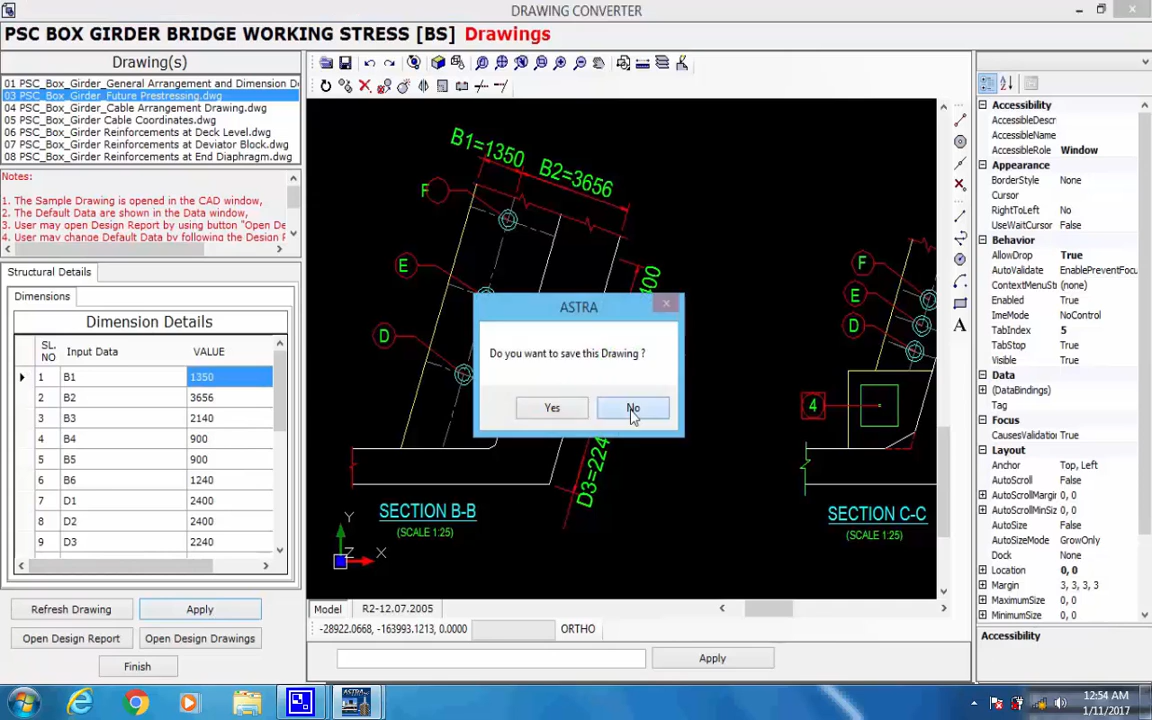 DRAWING CONVERTER
PSC BOX GIRDER BRIDGE WORKING STRESS [BS] Drawings
Drawing(s)
01 PSC_Box_Girder_General Arrangement and Dimension D
03 PSC_Box_Girder_Future Prestressing.dwg
04 PSC_Box_Girder_Cable Arrangement Drawing.dwg
05 PSC_Box Girder Cable Coordinates.dwg
06 PSC_Box_Girder Reinforcements at Deck Level.dwg
07 PSC_Box_Girder Reinforcements at Deviator Block.dwg
08 PSC_Box_Girder Reinforcements at End Diaphragm.dwg
Notes:
1. The Sample Drawing is opened in the CAD window,
2. The Default Data are shown in the Data window,
3. User may open Design Report by using button "Open De
4. User may change Default Data by following the Design R
Structural Details
Dimensions
Dimension Details
SL. NO Input Data VALUE
1 B1 1350
2 B2 3656
3 B3 2140
4 B4 900
5 B5 900
6 B6 1240
7 D1 2400
8 D2 2400
9 D3 2240
Refresh Drawing Apply
Open Design Report Open Design Drawings
Finish
B1=1350 B2=3656
F
E
D
400
D3=224
SECTION B-B
(SCALE 1:25)
Y
Z X
F
E
D
4
SECTION C-C
(SCALE 1:25)
ASTRA
Do you want to save this Drawing ?
Yes No
Model R2-12.07.2005
-28922.0668, -163993.1213, 0.0000 ORTHO
Apply
A
Accessibility
AccessibleDescr
AccessibleName
AccessibleRole Window
Appearance
BorderStyle None
Cursor
RightToLeft No
UseWaitCursor False
Behavior
AllowDrop True
AutoValidate EnablePreventFocu
ContextMenuSt (none)
Enabled True
ImeMode NoControl
TabIndex 5
TabStop True
Visible True
Data
(DataBindings)
Tag
Focus
CausesValidation True
Layout
Anchor Top, Left
AutoScroll False
AutoScrollMargin 0, 0
AutoScrollMinSiz 0, 0
AutoSize False
AutoSizeMode GrowOnly
Dock None
Location 0, 0
Margin 3, 3, 3, 3
MaximumSize 0, 0
MinimumSize 0, 0
Accessibility
12:54 AM
1/11/2017